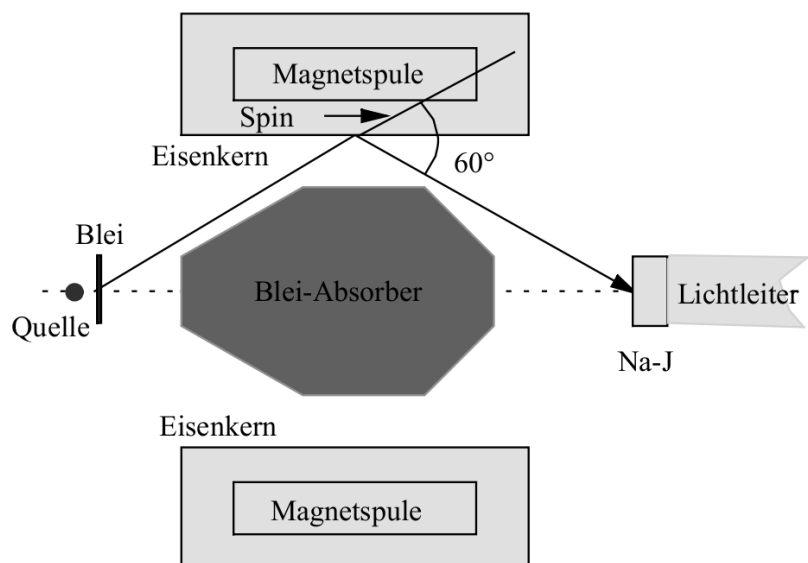 Magnetspule
Spin
Eisenkern
60°
Blei
Blei-Absorber
Lichtleiter
Quelle
Na-J
Eisenkern
Magnetspule